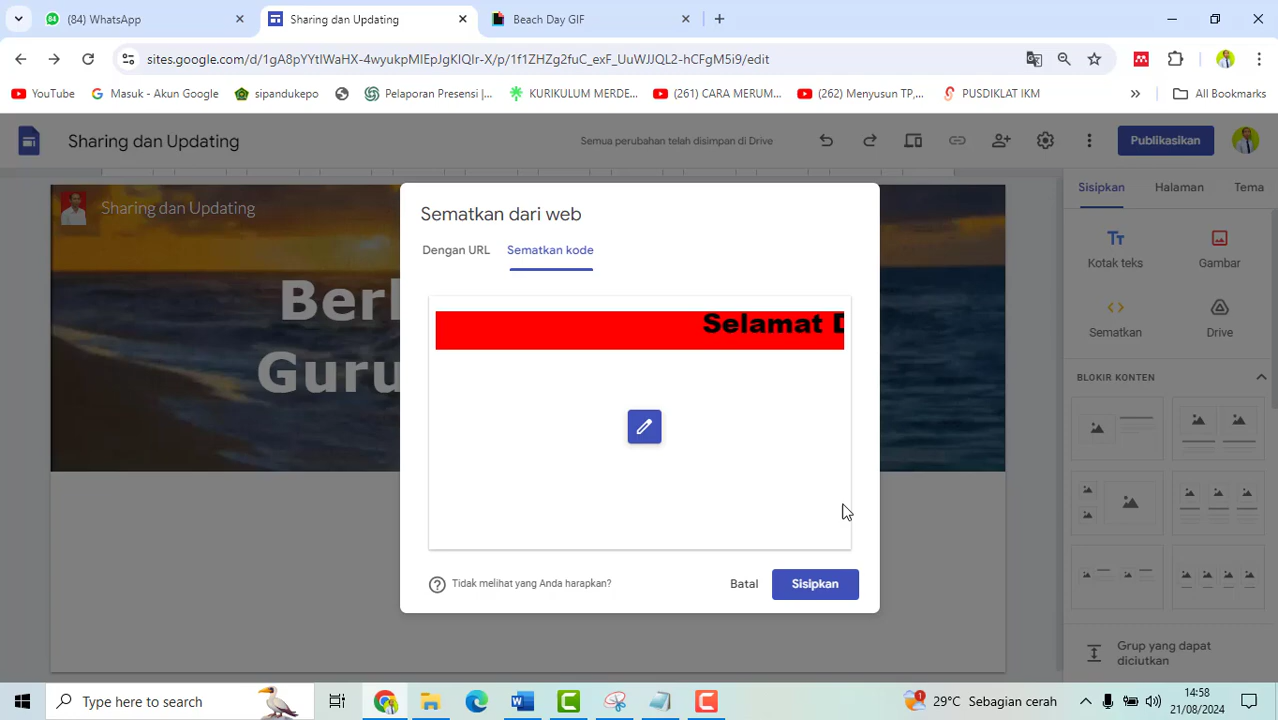 (84) WhatsApp
Sharing dan Updating
Beach Day GIF
sites.google.com/d/1gA8pYYtlWaHX-4wyukpMIEpIgKIQIr-X/p/1f1ZHZg2fuC_exF_UuWJJQL2-hCFgM5i9/edit
YouTube
Masuk - Akun Google
sipandukepo
Pelaporan Presensi |...
KURIKULUM MERDE...
(261) CARA MERUM...
(262) Menyusun TP,...
PUSDIKLAT IKM
All Bookmarks
Sharing dan Updating
Semua perubahan telah disimpan di Drive
Publikasikan
Sharing dan Updating
Sisipkan
Halaman
Tema
Guru
Sematkan dari web
Dengan URL
Sematkan kode
Selamat
Tidak melihat yang Anda harapkan?
Batal
Sisipkan
Kotak teks
Gambar
Sematkan
Drive
BLOKIR KONTEN
Grup yang dapat
diciutkan
Type here to search
29°C Sebagian cerah
14:58
21/08/2024